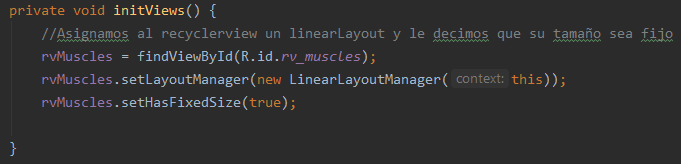 private void initViews() {
//Asignamos al recyclerview un linearLayout y le decimos que su tamaño sea fijo
rvMuscles = findViewById(R.id.rv_muscles);
rvMuscles.setLayoutManager(new LinearLayoutManager( context: this));
rvMuscles.setHasFixedSize(true);
}